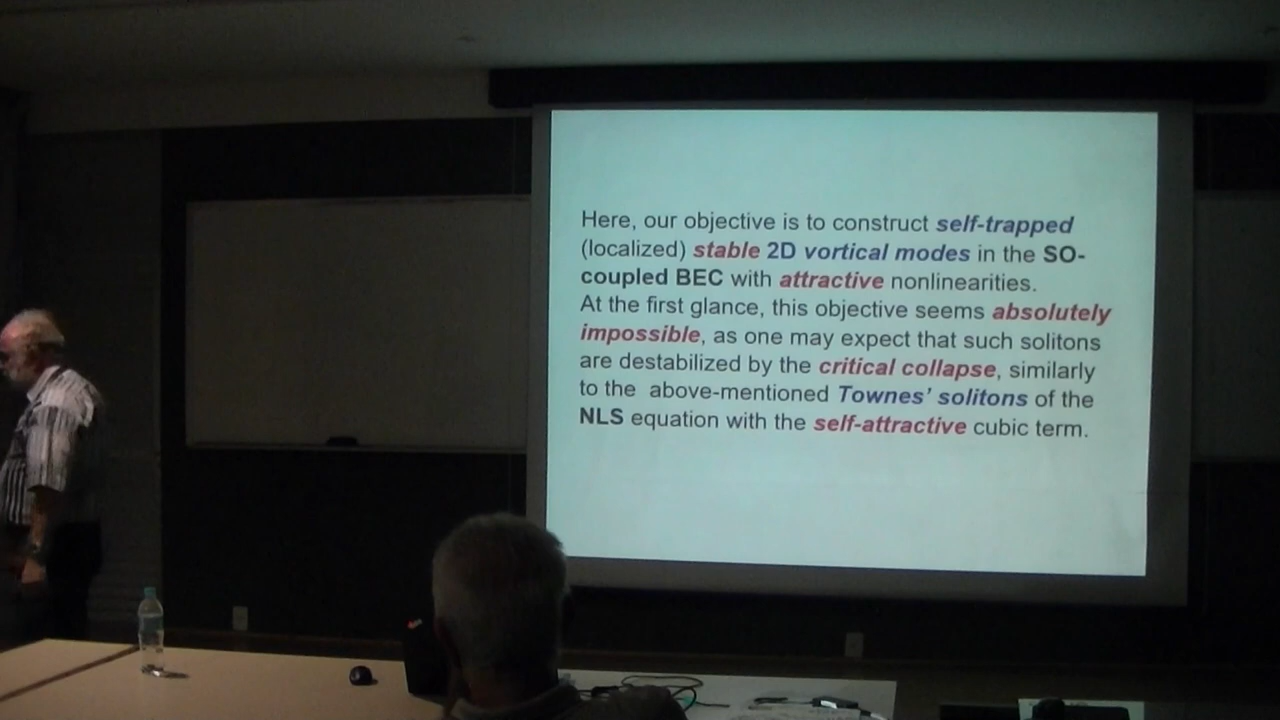 Here, our objective is to construct self-trapped
(localized) stable 2D vortical modes in the SO-
coupled BEC with attractive nonlinearities.
At the first glance, this objective seems absolutely
impossible, as one may expect that such solitons
are destabilized by the critical collapse, similarly
to the above-mentioned Townes’ solitons of the
NLS equation with the self-attractive cubic term.